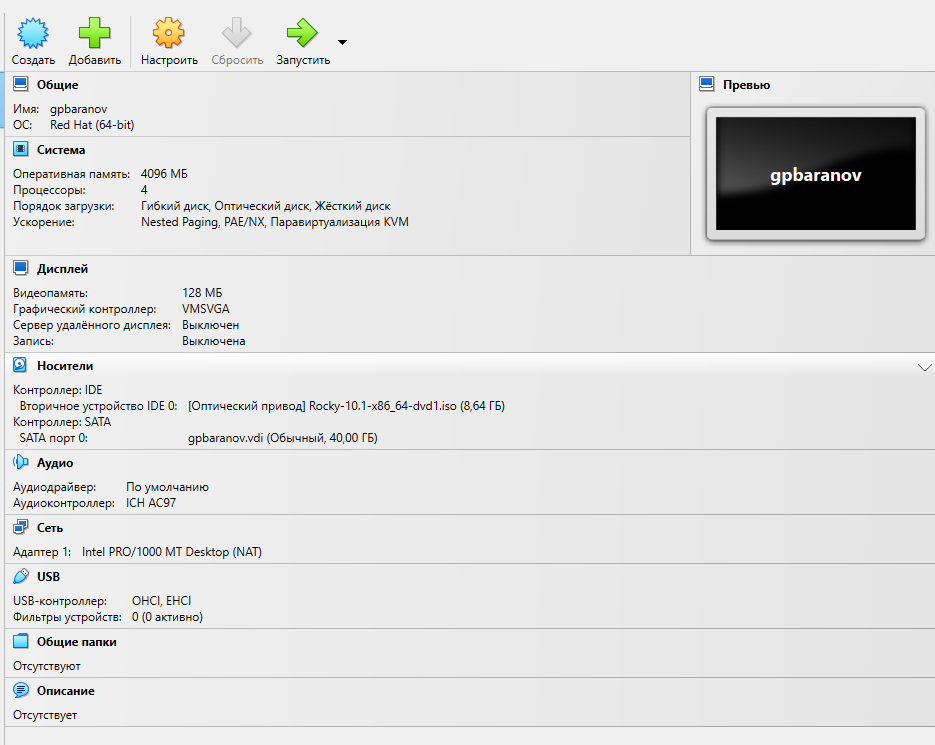 Создать Добавить Настроить Сбросить Запустить
Общие
Имя: gpbaranov
ОС: Red Hat (64-bit)
Превью
gpbaranov
Система
Оперативная память: 4096 МБ
Процессоры: 4
Порядок загрузки: Гибкий диск, Оптический диск, Жёсткий диск
Ускорение: Nested Paging, PAE/NX, Паравиртуализация KVM
Дисплей
Видеопамять: 128 МБ
Графический контроллер: VMSVGA
Сервер удалённого дисплея: Выключен
Запись: Выключена
Носители
Контроллер: IDE
Вторичное устройство IDE 0: [Оптический привод] Rocky-10.1-x86_64-dvd1.iso (8,64 ГБ)
Контроллер: SATA
SATA порт 0: gpbaranov.vdi (Обычный, 40,00 ГБ)
Аудио
Аудиодрайвер: По умолчанию
Аудиоконтроллер: ICH AC97
Сеть
Адаптер 1: Intel PRO/1000 MT Desktop (NAT)
USB
USB-контроллер: OHCI, EHCI
Фильтры устройств: 0 (0 активно)
Общие папки
Отсутствуют
Описание
Отсутствует